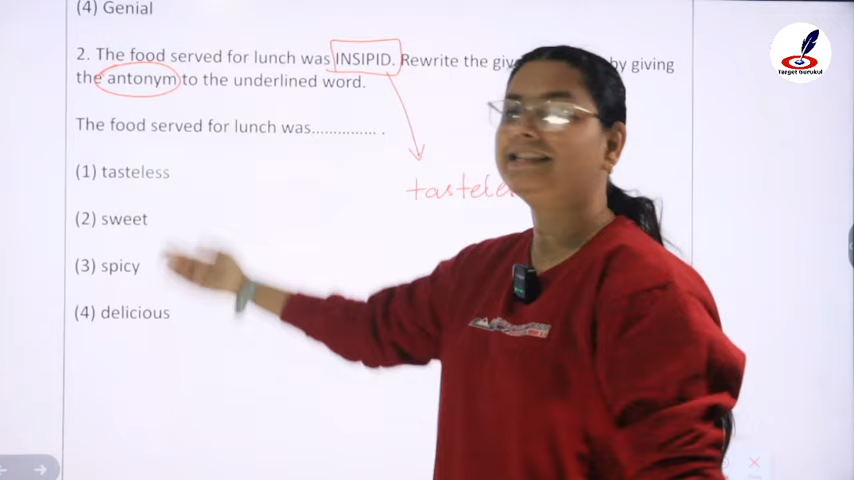 (4) Genial
2. The food served for lunch was INSIPID. Rewrite the by giving
the antonym to the underlined word.
The food served for lunch was............... .
(1) tasteless
(2) sweet
(3) spicy
(4) delicious
Target Gurukul